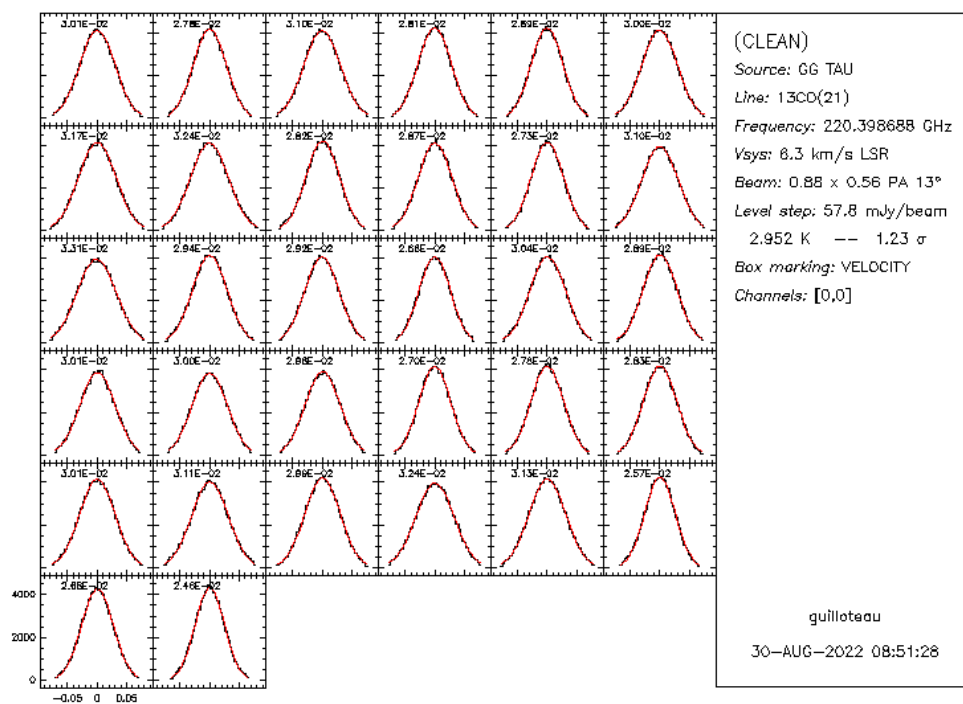 3.01E-02 2.78E-02 3.10E-02 2.81E-02 2.89E-02 3.00E-02
3.17E-02 3.24E-02 2.82E-02 2.87E-02 2.73E-02 3.10E-02
3.31E-02 2.94E-02 2.92E-02 2.66E-02 3.04E-02 2.89E-02
3.01E-02 3.00E-02 2.98E-02 2.70E-02 2.78E-02 2.83E-02
3.01E-02 3.11E-02 2.96E-02 3.24E-02 3.13E-02 2.57E-02
2.66E-02 2.46E-02
4000
2000
0
-0.05 0 0.05
(CLEAN)
Source: GG TAU
Line: 13CO(21)
Frequency: 220.398688 GHz
Vsys: 6.3 km/s LSR
Beam: 0.88 x 0.56 PA 13°
Level step: 57.8 mJy/beam
2.952 K -- 1.23 σ
Box marking: VELOCITY
Channels: [0,0]
guilloteau
30-AUG-2022 08:51:28